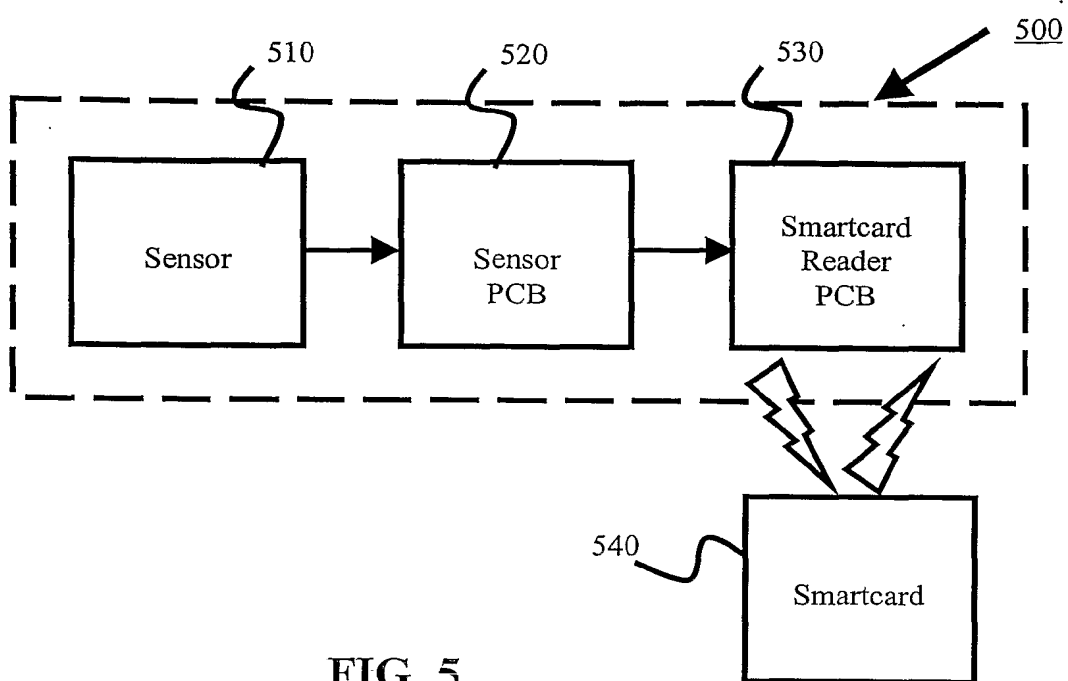 500
510
520
530
Sensor
Sensor
PCB
Smartcard
Reader
PCB
540
Smartcard
FIG. 5